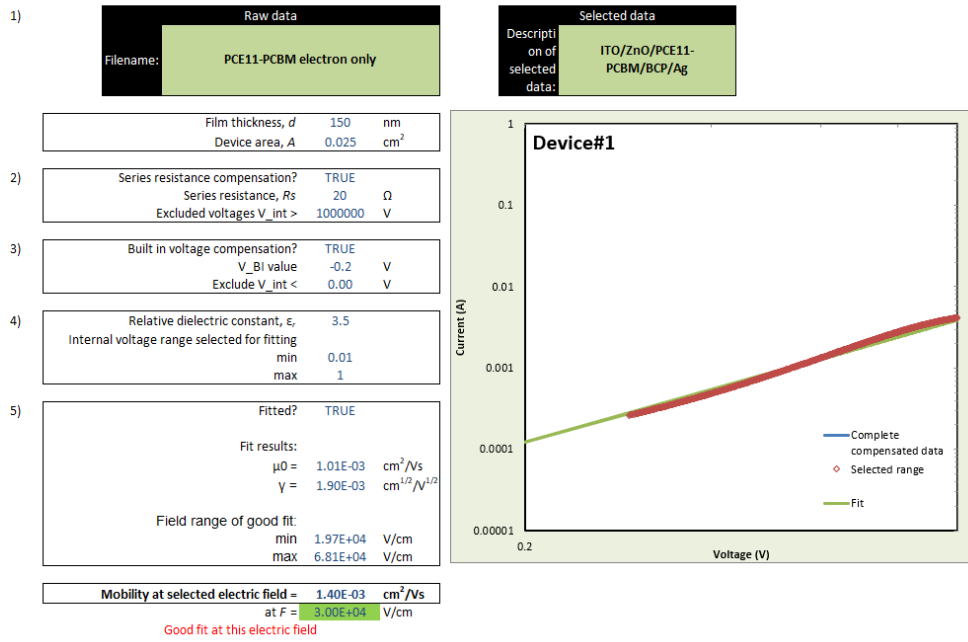 1)
Raw data
Filename:
PCE11-PCBM electron only
Selected data
Descripti
on of
selected
data:
ITO/ZnO/PCE11-
PCBM/BCP/Ag
Film thickness, d 150 nm
Device area, A 0.025 cm²
2)
Series resistance compensation? TRUE
Series resistance, Rs 20 Ω
Excluded voltages V_int > 1000000 V
3)
Built in voltage compensation? TRUE
V_BI value -0.2 V
Exclude V_int < 0.00 V
4)
Relative dielectric constant, εr 3.5
Internal voltage range selected for fitting
min 0.01
max 1
5)
Fitted? TRUE
Fit results:
μ0 = 1.01E-03 cm²/Vs
γ = 1.90E-03 cm^1/2/V^1/2
Field range of good fit:
min 1.97E+04 V/cm
max 6.81E+04 V/cm
Mobility at selected electric field = 1.40E-03 cm²/Vs
at F = 3.00E+04 V/cm
Good fit at this electric field
Device#1
1
0.1
0.01
0.001
0.0001
0.00001
Current (A)
0.2
Voltage (V)
Complete
compensated data
Selected range
Fit